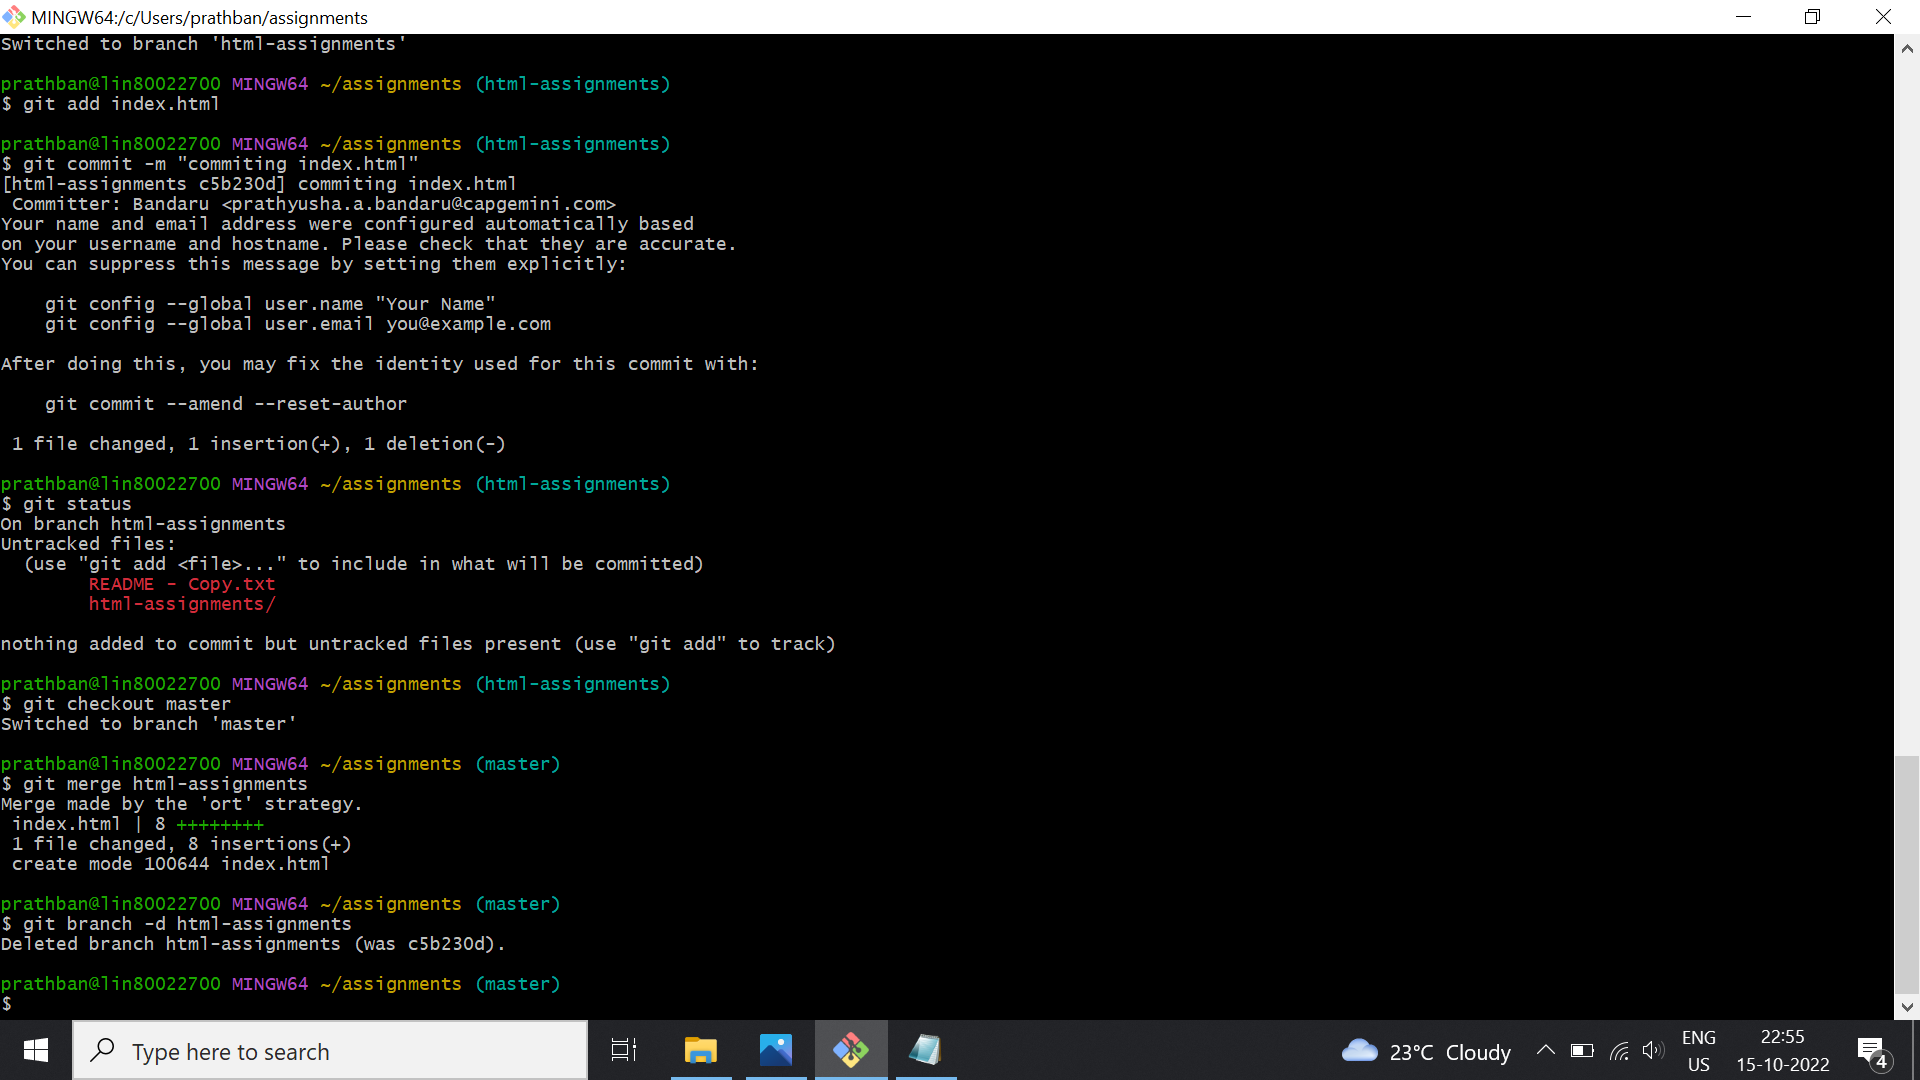 MINGW64:/c/Users/prathban/assignments
Switched to branch 'html-assignments'
prathban@lin80022700 MINGW64 ~/assignments (html-assignments)
$ git add index.html
prathban@lin80022700 MINGW64 ~/assignments (html-assignments)
$ git commit -m "commiting index.html"
[html-assignments c5b230d] commiting index.html
 Committer: Bandaru <prathyusha.a.bandaru@capgemini.com>
Your name and email address were configured automatically based
on your username and hostname. Please check that they are accurate.
You can suppress this message by setting them explicitly:
    git config --global user.name "Your Name"
    git config --global user.email you@example.com
After doing this, you may fix the identity used for this commit with:
    git commit --amend --reset-author
 1 file changed, 1 insertion(+), 1 deletion(-)
prathban@lin80022700 MINGW64 ~/assignments (html-assignments)
$ git status
On branch html-assignments
Untracked files:
  (use "git add <file>..." to include in what will be committed)
        README - Copy.txt
        html-assignments/
nothing added to commit but untracked files present (use "git add" to track)
prathban@lin80022700 MINGW64 ~/assignments (html-assignments)
$ git checkout master
Switched to branch 'master'
prathban@lin80022700 MINGW64 ~/assignments (master)
$ git merge html-assignments
Merge made by the 'ort' strategy.
 index.html | 8 ++++++++
 1 file changed, 8 insertions(+)
 create mode 100644 index.html
prathban@lin80022700 MINGW64 ~/assignments (master)
$ git branch -d html-assignments
Deleted branch html-assignments (was c5b230d).
prathban@lin80022700 MINGW64 ~/assignments (master)
$
Type here to search
23°C Cloudy
ENG
US
22:55
15-10-2022
4